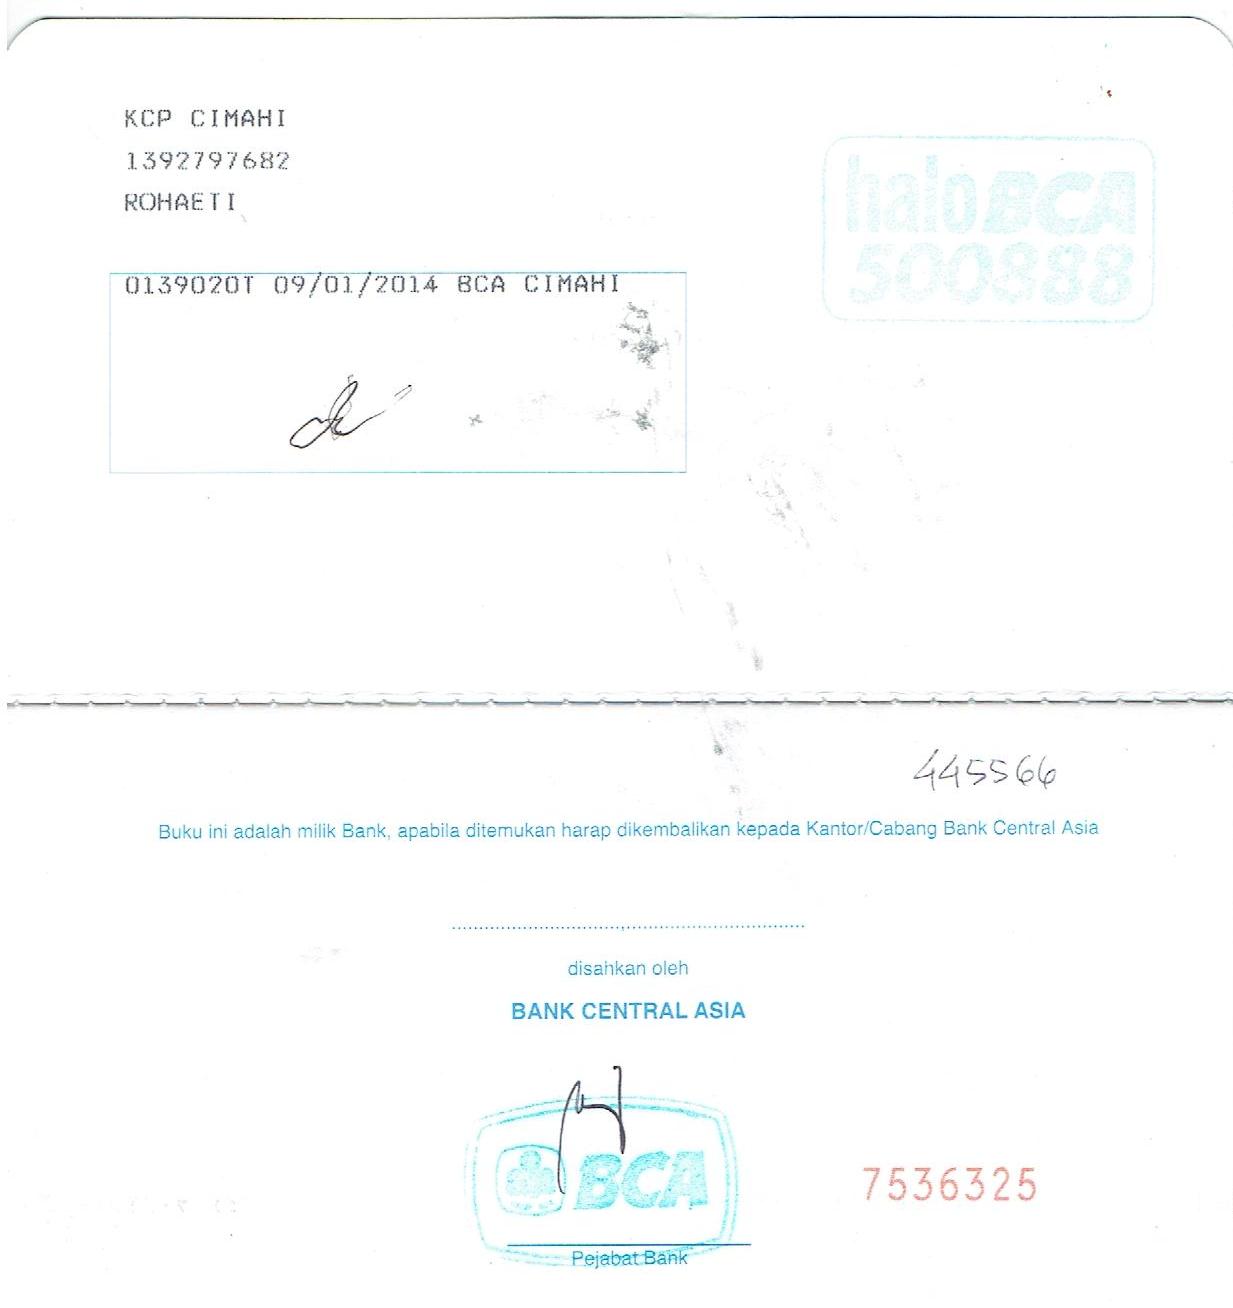 KCP CIMAHI
1392797682
ROHAETI
halo BCA
500888
0139020T 09/01/2014 BCA CIMAHI
445566
Buku ini adalah milik Bank, apabila ditemukan harap dikembalikan kepada Kantor/Cabang Bank Central Asia
disahkan oleh
BANK CENTRAL ASIA
BCA
7536325
Pejabat Bank